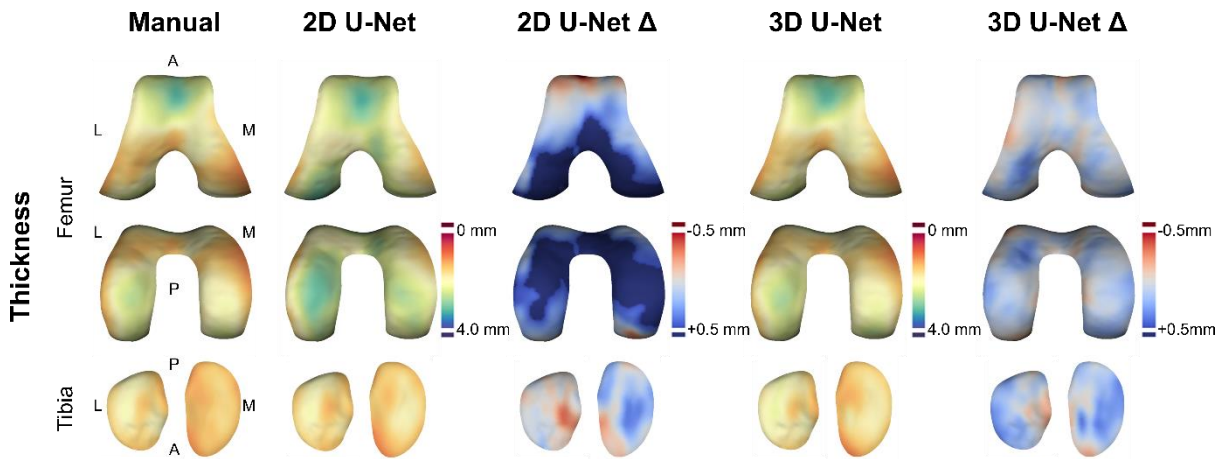 Manual 2D U-Net 2D U-Net Δ 3D U-Net 3D U-Net Δ
A
L M
Thickness
Femur
L M 0 mm -0.5 mm 0 mm -0.5mm
P
4.0 mm +0.5 mm 4.0 mm +0.5mm
P
Tibia
L M
A